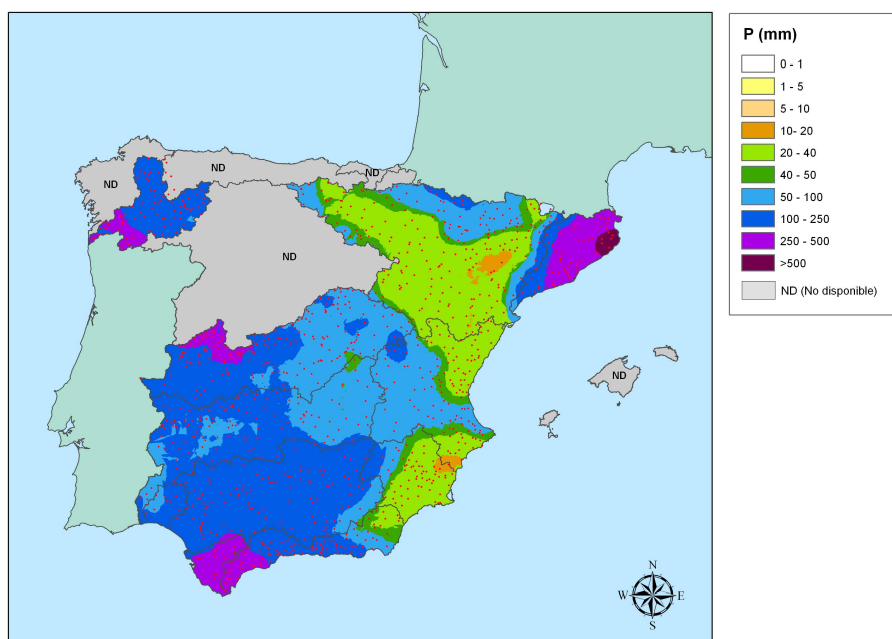 P (mm)
0 - 1
1 - 5
5 - 10
10- 20
20 - 40
40 - 50
50 - 100
100 - 250
250 - 500
>500
ND (No disponible)
ND
ND
ND
ND
ND
N
W
E
S